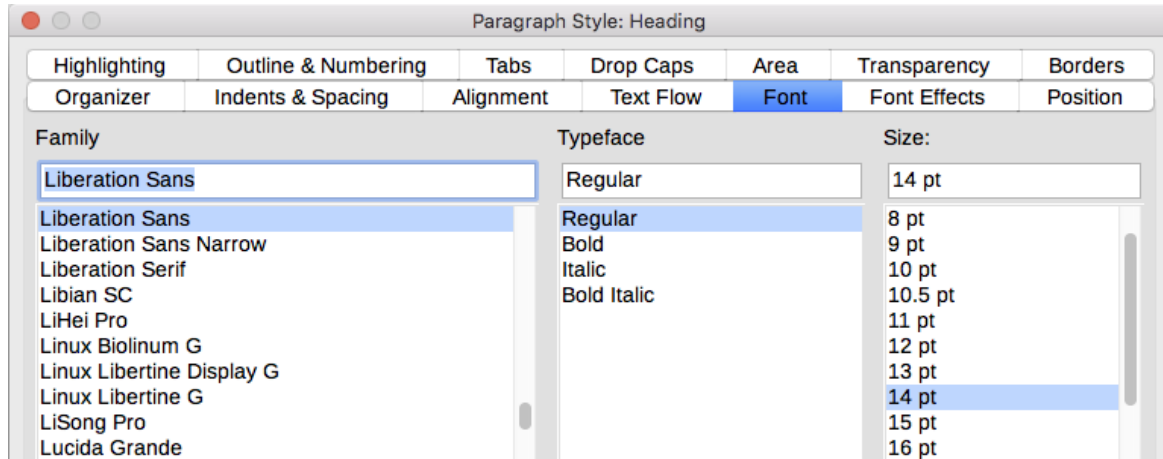 Paragraph Style: Heading
Highlighting Outline & Numbering Tabs Drop Caps Area Transparency Borders
Organizer Indents & Spacing Alignment Text Flow Font Font Effects Position
Family Typeface Size:
Liberation Sans Regular 14 pt
Liberation Sans Regular 8 pt
Liberation Sans Narrow Bold 9 pt
Liberation Serif Italic 10 pt
Libian SC Bold Italic 10.5 pt
LiHei Pro 11 pt
Linux Biolinum G 12 pt
Linux Libertine Display G 13 pt
Linux Libertine G 14 pt
LiSong Pro 15 pt
Lucida Grande 16 pt